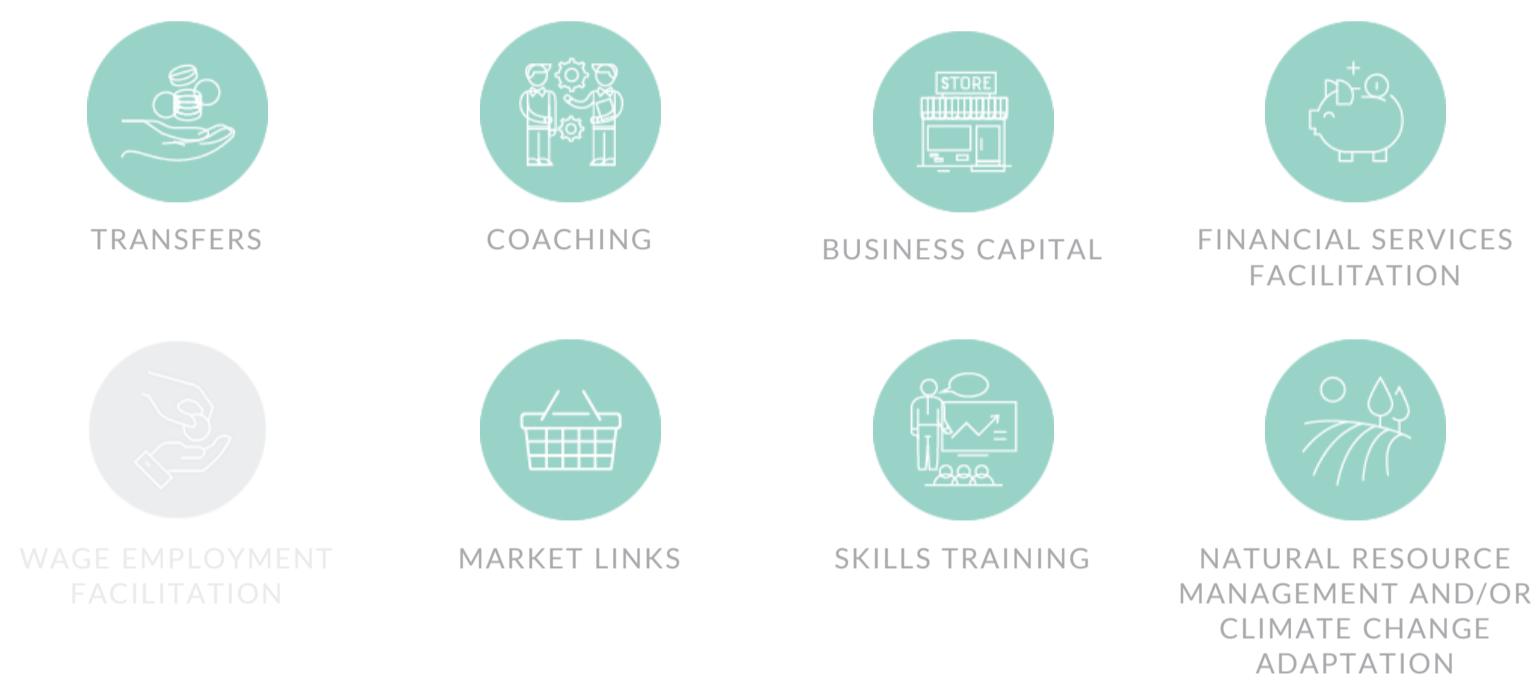 STORE
TRANSFERS
COACHING
BUSINESS CAPITAL
FINANCIAL SERVICES
FACILITATION
WAGE EMPLOYMENT
FACILITATION
MARKET LINKS
SKILLS TRAINING
NATURAL RESOURCE
MANAGEMENT AND/OR
CLIMATE CHANGE
ADAPTATION